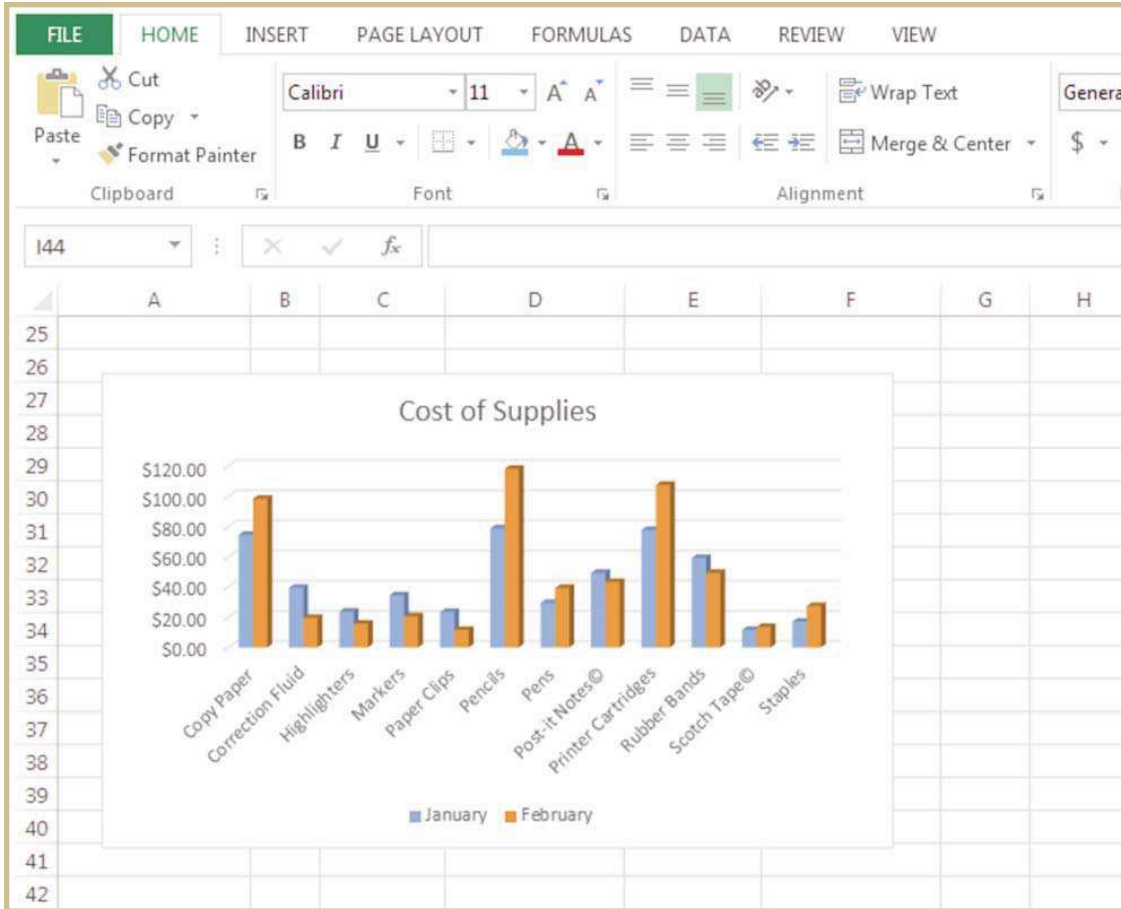 FILE HOME INSERT PAGE LAYOUT FORMULAS DATA REVIEW VIEW
Cut
Copy
Format Painter
Paste
Clipboard
Calibri 11 A A
B I U A
Font
Wrap Text
Merge & Center
Alignment
Genera
$
I44 fx
A B C D E F G H
25
26
27
28
29
30
31
32
33
34
35
36
37
38
39
40
41
42
Cost of Supplies
$120.00
$100.00
$80.00
$60.00
$40.00
$20.00
$0.00
Copy Paper
Correction Fluid
Highlighters
Markers
Paper Clips
Pencils
Pens
Post-it Notes©
Printer Cartridges
Rubber Bands
Scotch Tape©
Staples
January February